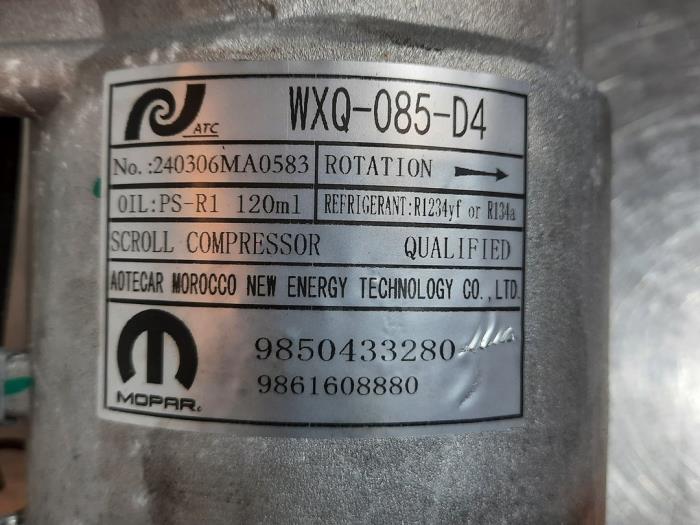 ATC
WXQ-085-D4
No.:240306MA0583 ROTATION
OIL:PS-R1 120ml REFRIGERANT:R1234yf or R134a
SCROLL COMPRESSOR QUALIFIED
AOTECAR MOROCCO NEW ENERGY TECHNOLOGY CO.,LTD.
9850433280
9861608880
MOPAR